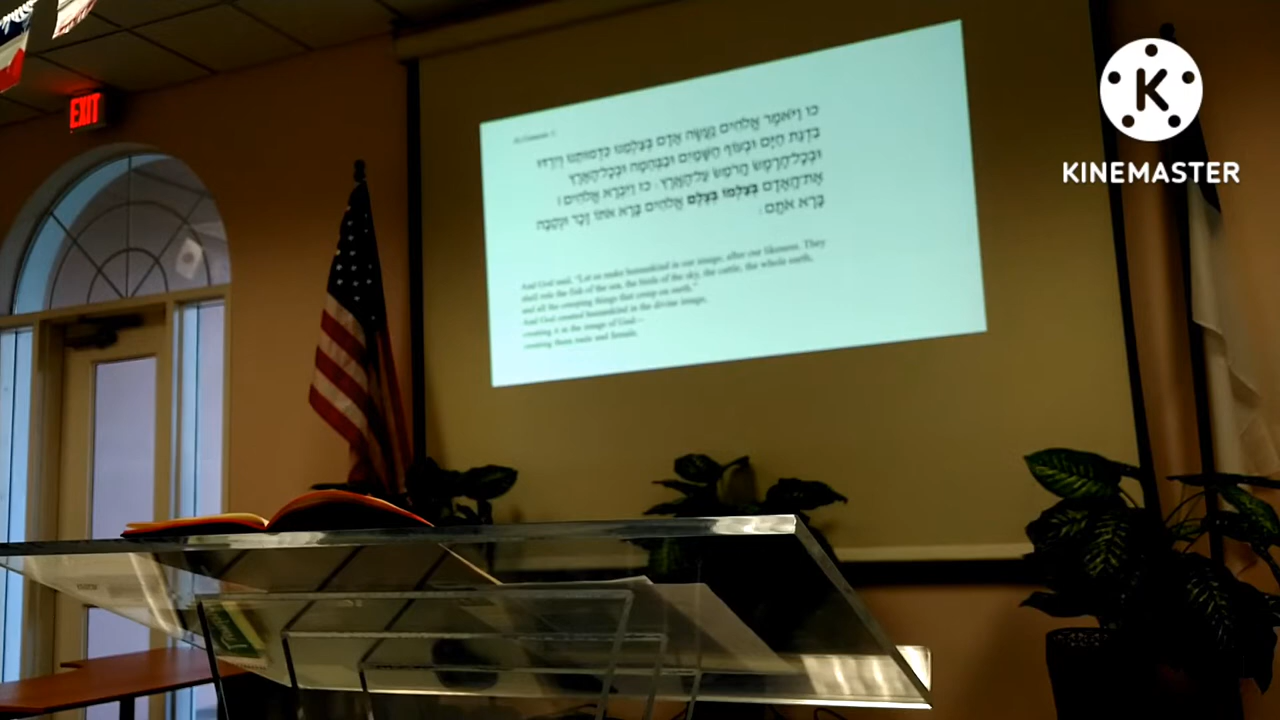 EXIT
K
KINEMASTER
כו וַיֹּאמֶר אֱלֹהִים נַעֲשֶׂה אָדָם בְּצַלְמֵנוּ כִּדְמוּתֵנוּ וְיִרְדּוּ
בִדְגַת הַיָּם וּבְעוֹף הַשָּׁמַיִם וּבַבְּהֵמָה וּבְכׇל־הָאָרֶץ
וּבְכׇל־הָרֶמֶשׂ הָרֹמֵשׂ עַל־הָאָרֶץ׃ כז וַיִּבְרָא אֱלֹהִים ׀
אֶת־הָאָדָם בְּצַלְמוֹ בְּצֶלֶם אֱלֹהִים בָּרָא אֹתוֹ זָכָר וּנְקֵבָה
בָּרָא אֹתָם׃
And God said, "Let us make humankind in our image, after our likeness. They
shall rule the fish of the sea, the birds of the sky, the cattle, the whole earth,
and all the creeping things that creep on earth."
And God created humankind in the divine image,
creating it in the image of God—
creating them male and female.